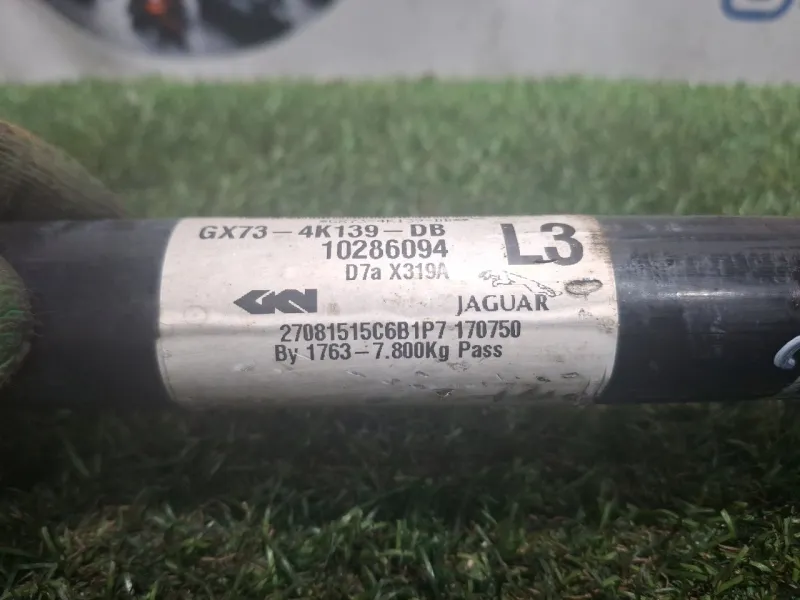 GX73-4K139-DB
10286094
L3
D7a X319A
GKN
JAGUAR
27081515C6B1P7 170750
By 1763-7.800Kg Pass